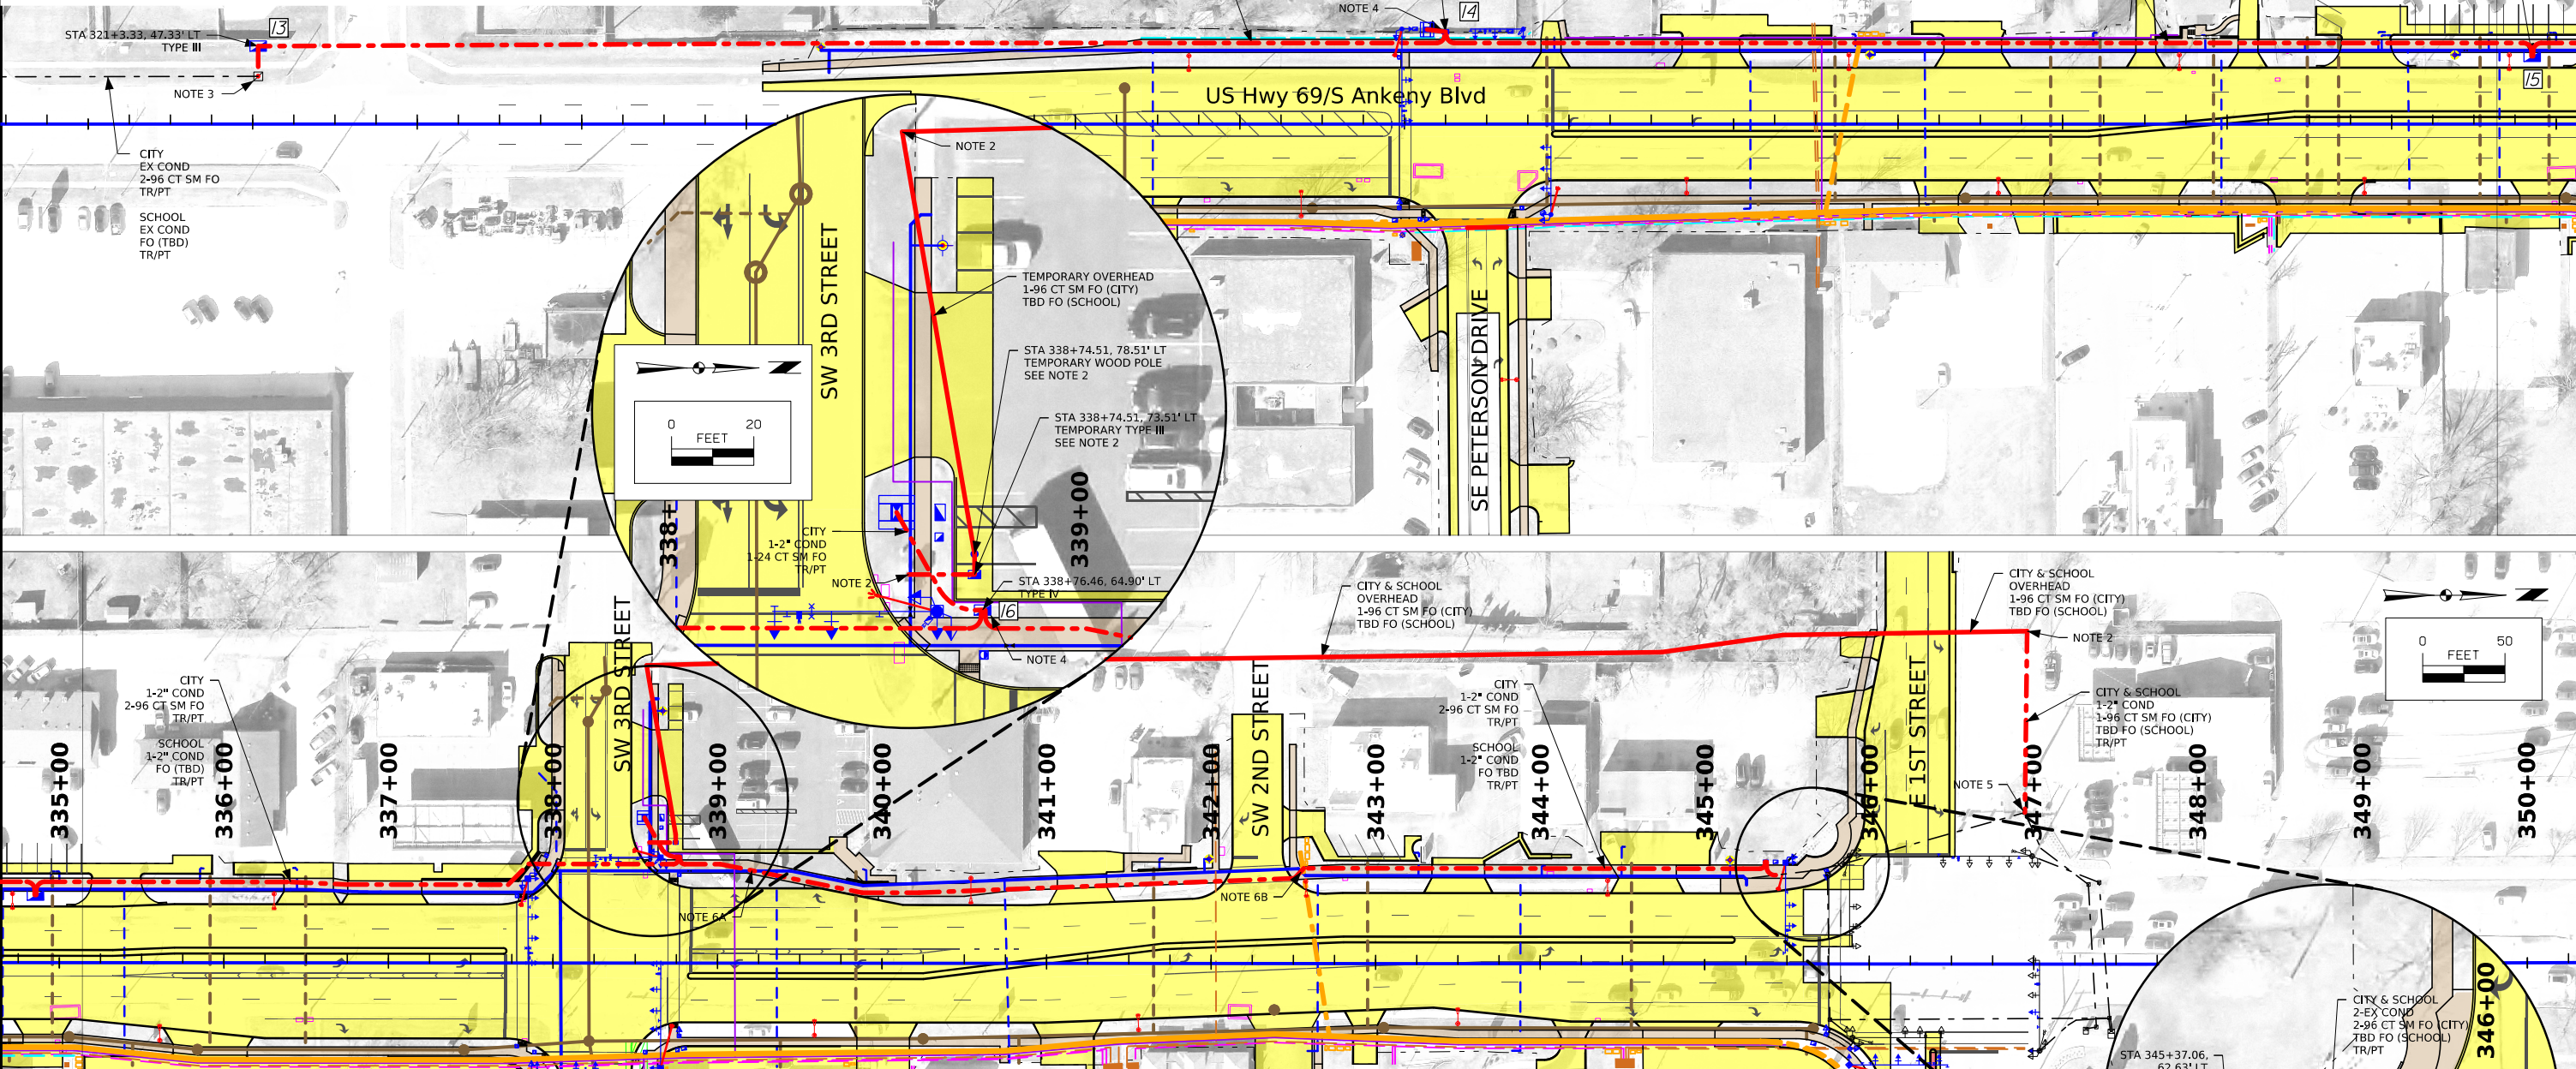 13
STA 321+3.33, 47.33' LT
TYPE III
NOTE 3
CITY
EX COND
2-96 CT SM FO
TR/PT
SCHOOL
EX COND
FO (TBD)
TR/PT
NOTE 4
14
US Hwy 69/S Ankeny Blvd
15
SE PETERSON DRIVE
NOTE 2
SW 3RD STREET
TEMPORARY OVERHEAD
1-96 CT SM FO (CITY)
TBD FO (SCHOOL)
STA 338+74.51, 78.51' LT
TEMPORARY WOOD POLE
SEE NOTE 2
STA 338+74.51, 73.51' LT
TEMPORARY TYPE III
SEE NOTE 2
0 20
FEET
338+
339+00
CITY
1-2" COND
1-24 CT SM FO
TR/PT
NOTE 2
STA 338+76.46, 64.90' LT
TYPE IV
16
NOTE 4
CITY
1-2" COND
2-96 CT SM FO
TR/PT
SCHOOL
1-2" COND
FO (TBD)
TR/PT
SW 3RD STREET
CITY & SCHOOL
OVERHEAD
1-96 CT SM FO (CITY)
TBD FO (SCHOOL)
SW 2ND STREET
CITY
1-2" COND
2-96 CT SM FO
TR/PT
SCHOOL
1-2" COND
FO TBD
TR/PT
E 1ST STREET
CITY & SCHOOL
OVERHEAD
1-96 CT SM FO (CITY)
TBD FO (SCHOOL)
NOTE 2
0 50
FEET
CITY & SCHOOL
1-2" COND
1-96 CT SM FO (CITY)
TBD FO (SCHOOL)
TR/PT
NOTE 5
335+00
336+00
337+00
338+00
339+00
340+00
341+00
342+00
343+00
344+00
345+00
346+00
347+00
348+00
349+00
350+00
NOTE 6A
NOTE 6B
CITY & SCHOOL
2-EX COND
2-96 CT SM FO (CITY)
TBD FO (SCHOOL)
TR/PT
346+00
STA 345+37.06,
62.63' LT